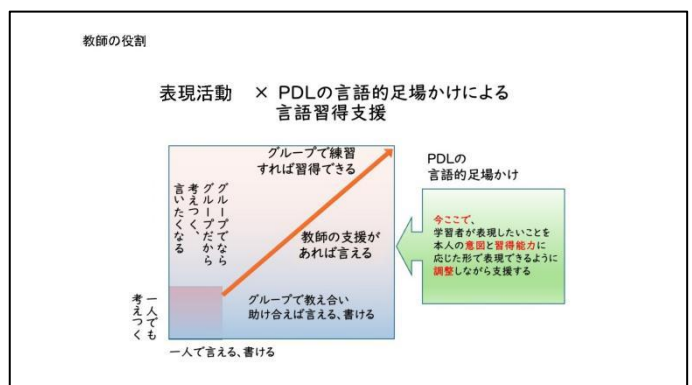 教師の役割
表現活動 × PDLの言語的足場かけによる
言語習得支援
グループで練習
すれば習得できる
グループでなら
グループだから
考えつく、
言いたくなる
教師の支援が
あれば言える
一人でも
考えつく
グループで教え合い
助け合えば言える、書ける
一人で言える、書ける
PDLの
言語的足場かけ
今ここで、
学習者が表現したいことを
本人の意図と習得能力に
応じた形で表現できるように
調整しながら支援する